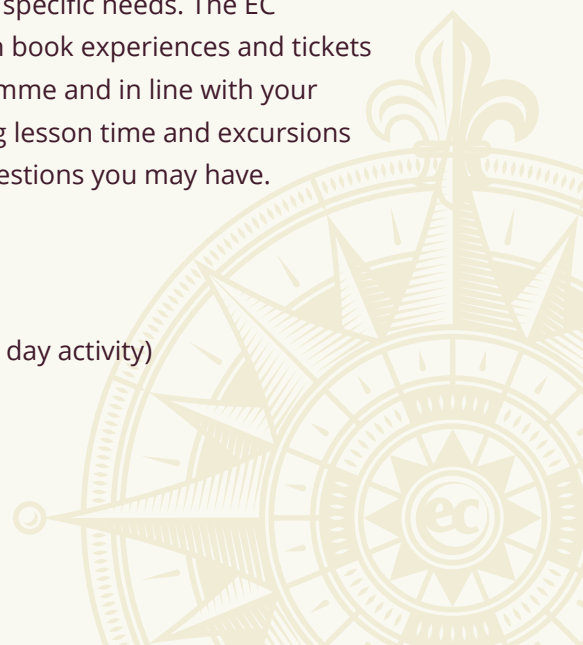 specific needs. The EC
book experiences and tickets
mme and in line with your
lesson time and excursions
estions you may have.
day activity)
ec